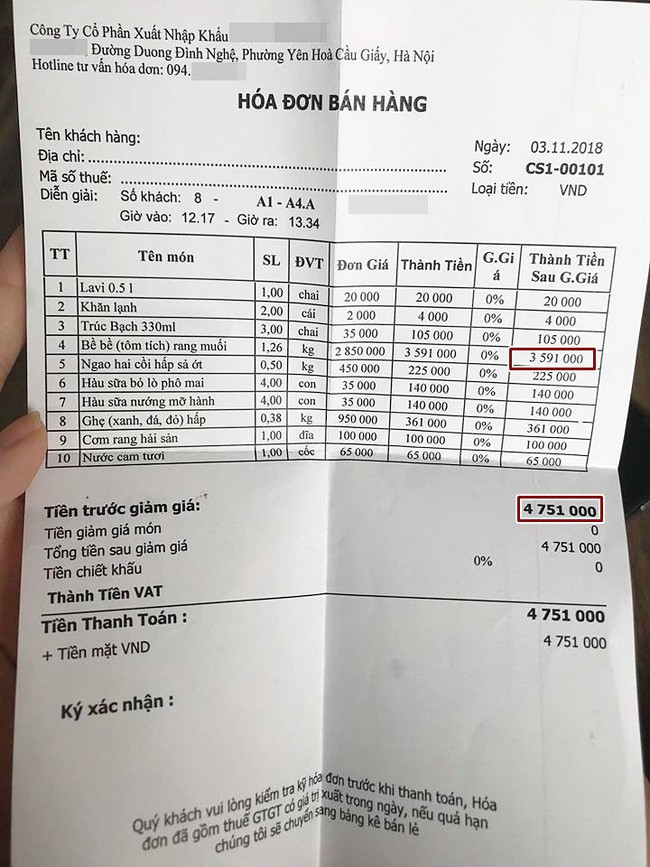 Công Ty Cổ Phần Xuất Nhập Khẩu
Đường Duong Đình Nghệ, Phường Yên Hoà Cầu Giấy, Hà Nội
Hotline tư vấn hóa dơn: 094.
HÓA ĐƠN BÁN HÀNG
Tên khách hàng:
Ngày: 03.11.2018
Địa chỉ:
Số: CS1-00101
Mã số thuế:
Loại tiền: VND
Diễn giải: Số khách: 8 - A1 - A4.A
Giờ vào: 12.17 - Giờ ra: 13.34
TT Tên món SL ĐVT Đơn Giá Thành Tiền G.Giá Thành Tiền Sau G.Giá
1 Lavi 0.5 l 1,00 chai 20 000 20 000 0% 20 000
2 Khăn lạnh 2,00 cái 2 000 4 000 0% 4 000
3 Trúc Bạch 330ml 3,00 chai 35 000 105 000 0% 105 000
4 Bề bề (tôm tích) rang muối 1,26 kg 2 850 000 3 591 000 0% 3 591 000
5 Ngao hai cồi hấp sả ớt 0,50 kg 450 000 225 000 0% 225 000
6 Hàu sữa bỏ lò phô mai 4,00 con 35 000 140 000 0% 140 000
7 Hàu sữa nướng mỡ hành 4,00 con 35 000 140 000 0% 140 000
8 Ghẹ (xanh, đá, đỏ) hấp 0,38 kg 950 000 361 000 0% 361 000
9 Cơm rang hải sản 1,00 đĩa 100 000 100 000 0% 100 000
10 Nước cam tươi 1,00 cốc 65 000 65 000 0% 65 000
Tiền trước giảm giá: 4 751 000
Tiền giảm giá món 0
Tổng tiền sau giảm giá 4 751 000
Tiền chiết khấu 0% 0
Thành Tiền VAT
Tiền Thanh Toán : 4 751 000
+ Tiền mặt VND 4 751 000
Ký xác nhận :
Quý khách vui lòng kiểm tra kỹ hóa đơn trước khi thanh toán, Hóa
đơn đã gồm thuế GTGT có giá trị xuất trong ngày, nếu quá hạn
chúng tôi sẽ chuyển sang bảng kê bán lẻ